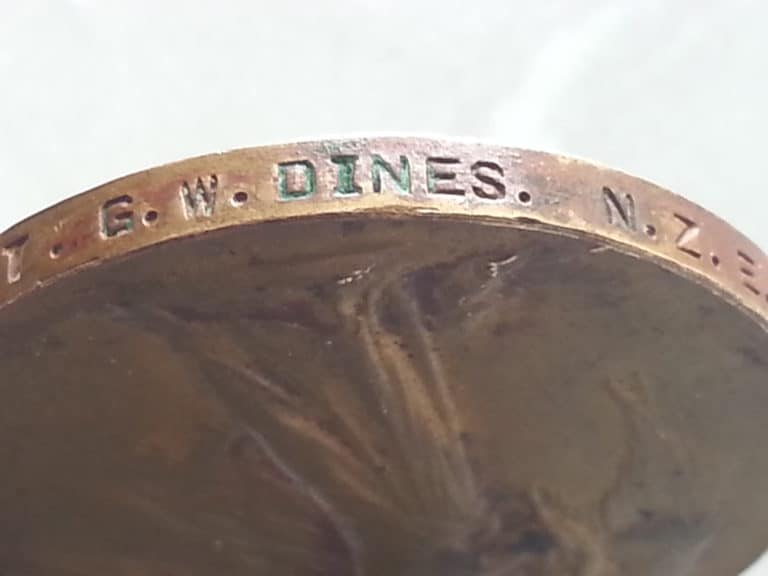 T. G. W. DINES. N.Z.E.